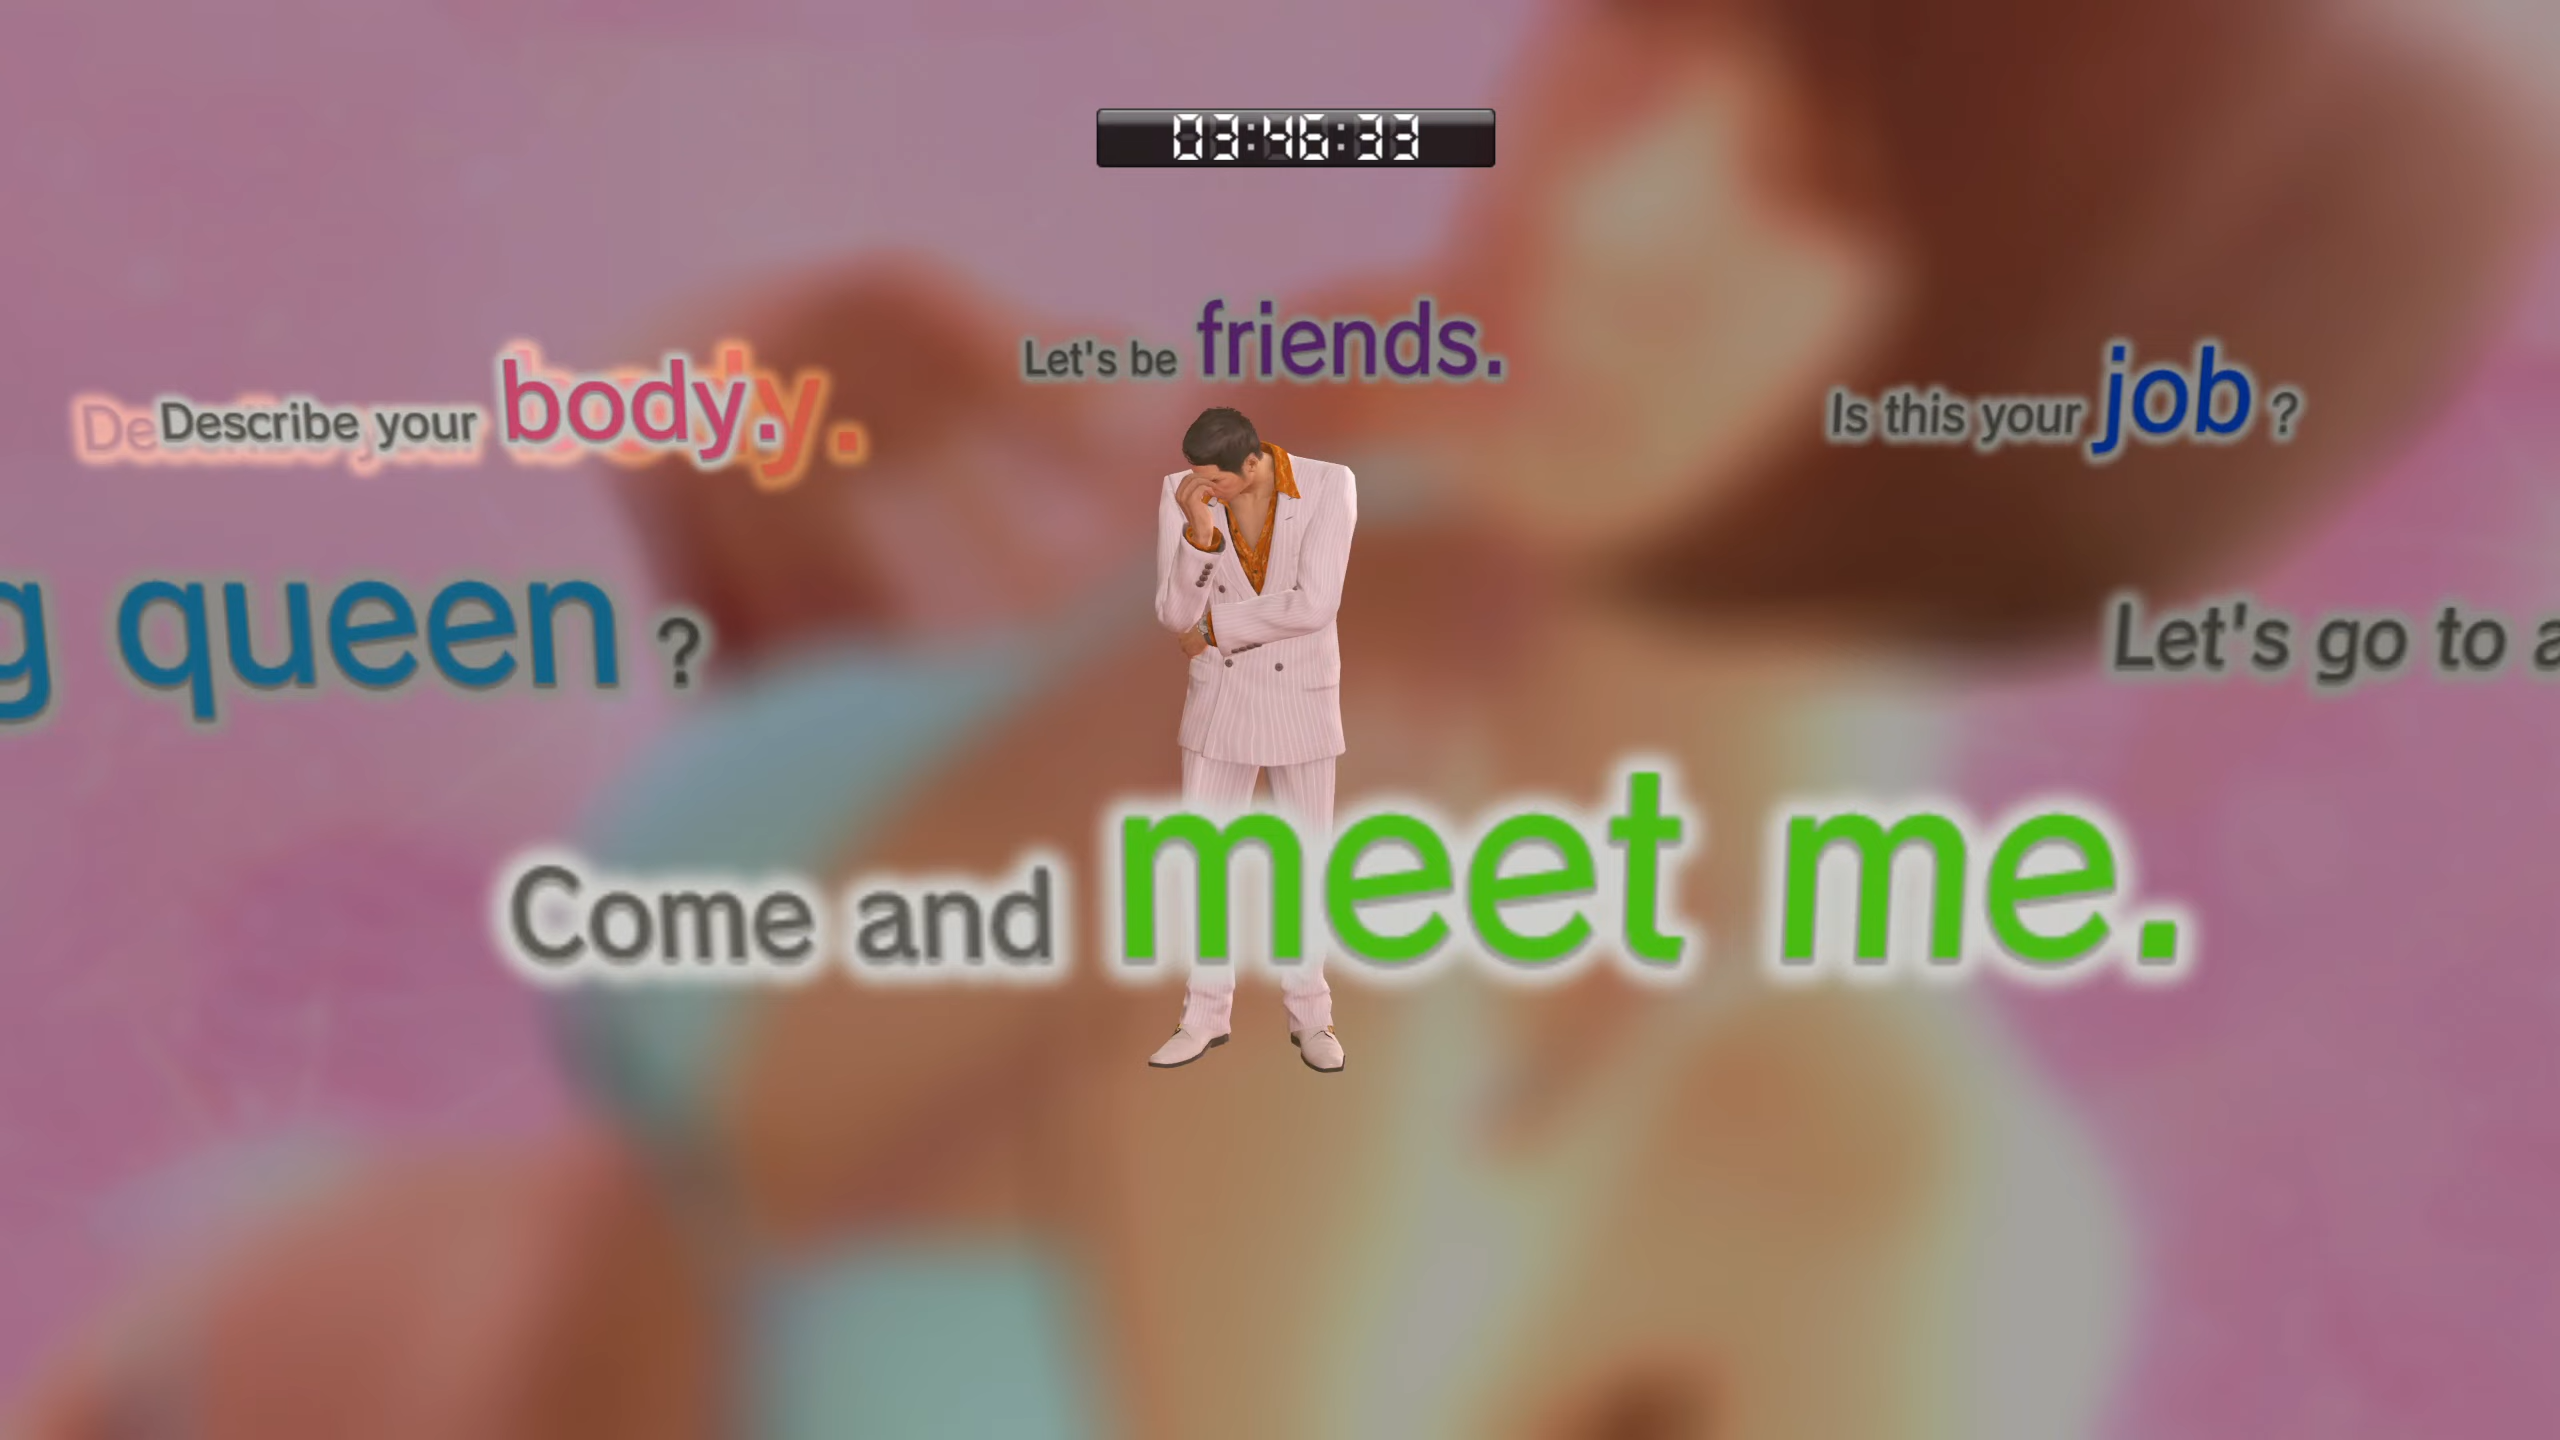 03:46:33
Let's be friends.
Describe your body.
Is this your job ?
g queen ?
Let's go to a
Come and meet me.